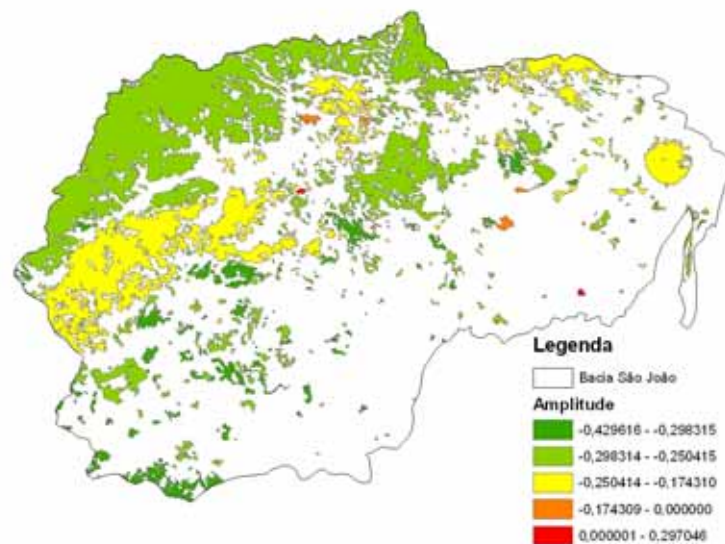 Legenda
Bacia São João
Amplitude
-0,429616 - -0,298315
-0,298314 - -0,250415
-0,250414 - -0,174310
-0,174309 - 0,000000
0,000001 - 0,297046